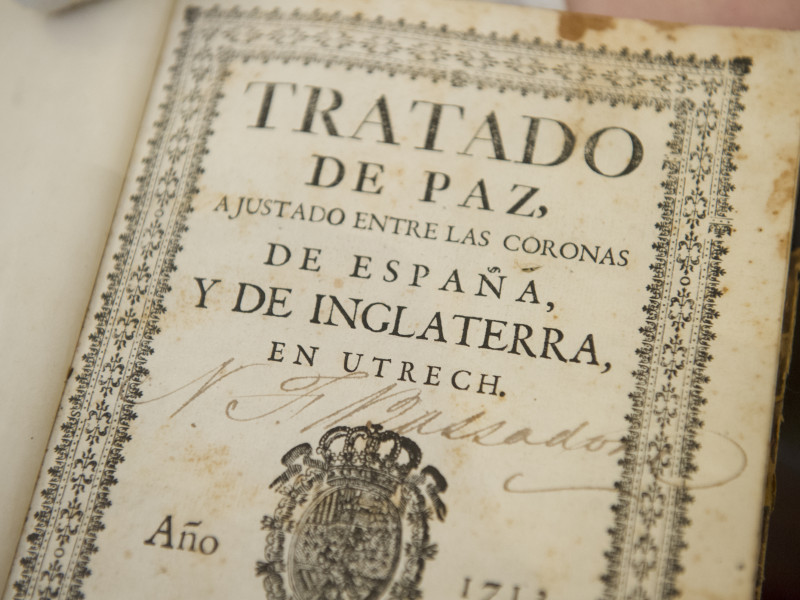 TRATADO
DE PAZ,
AJUSTADO ENTRE LAS CORONAS
DE ESPAÑA,
Y DE INGLATERRA,
EN UTRECH.
N. F.
Año